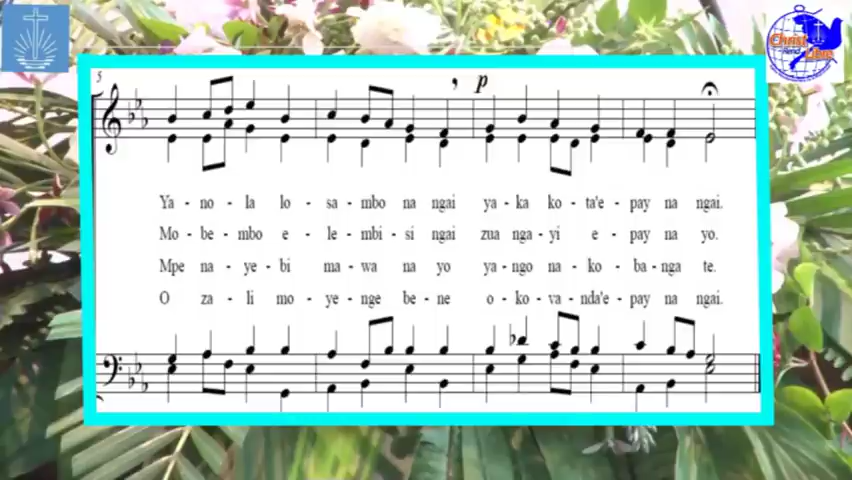 Christ
Rend
Libre
5
p
Ya - no - la lo - sa - mbo na ngai ya - ka ko - ta'e - pay na ngai.
Mo - be - mbo e - le - mbi - si ngai zua nga - yi e - pay na yo.
Mpe na - ye - bi ma - wa na yo ya - ngo na - ko - ba - nga te.
O za - li mo - ye - nge be - ne o - ko - va - nda'e - pay na ngai.